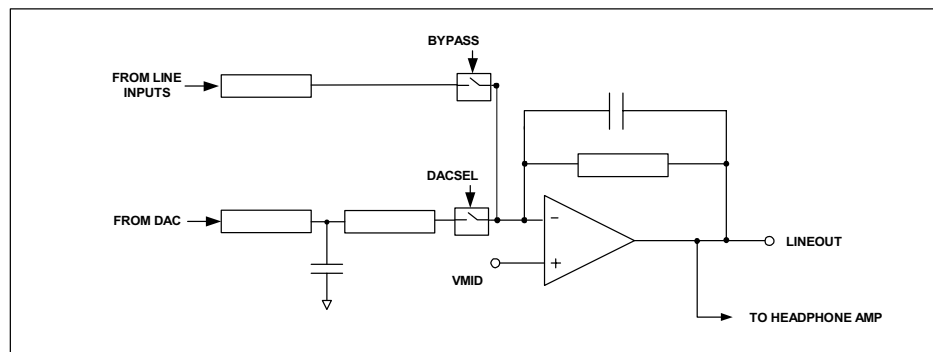 BYPASS
FROM LINE
INPUTS
DACSEL
FROM DAC
−
+
VMID
LINEOUT
TO HEADPHONE AMP